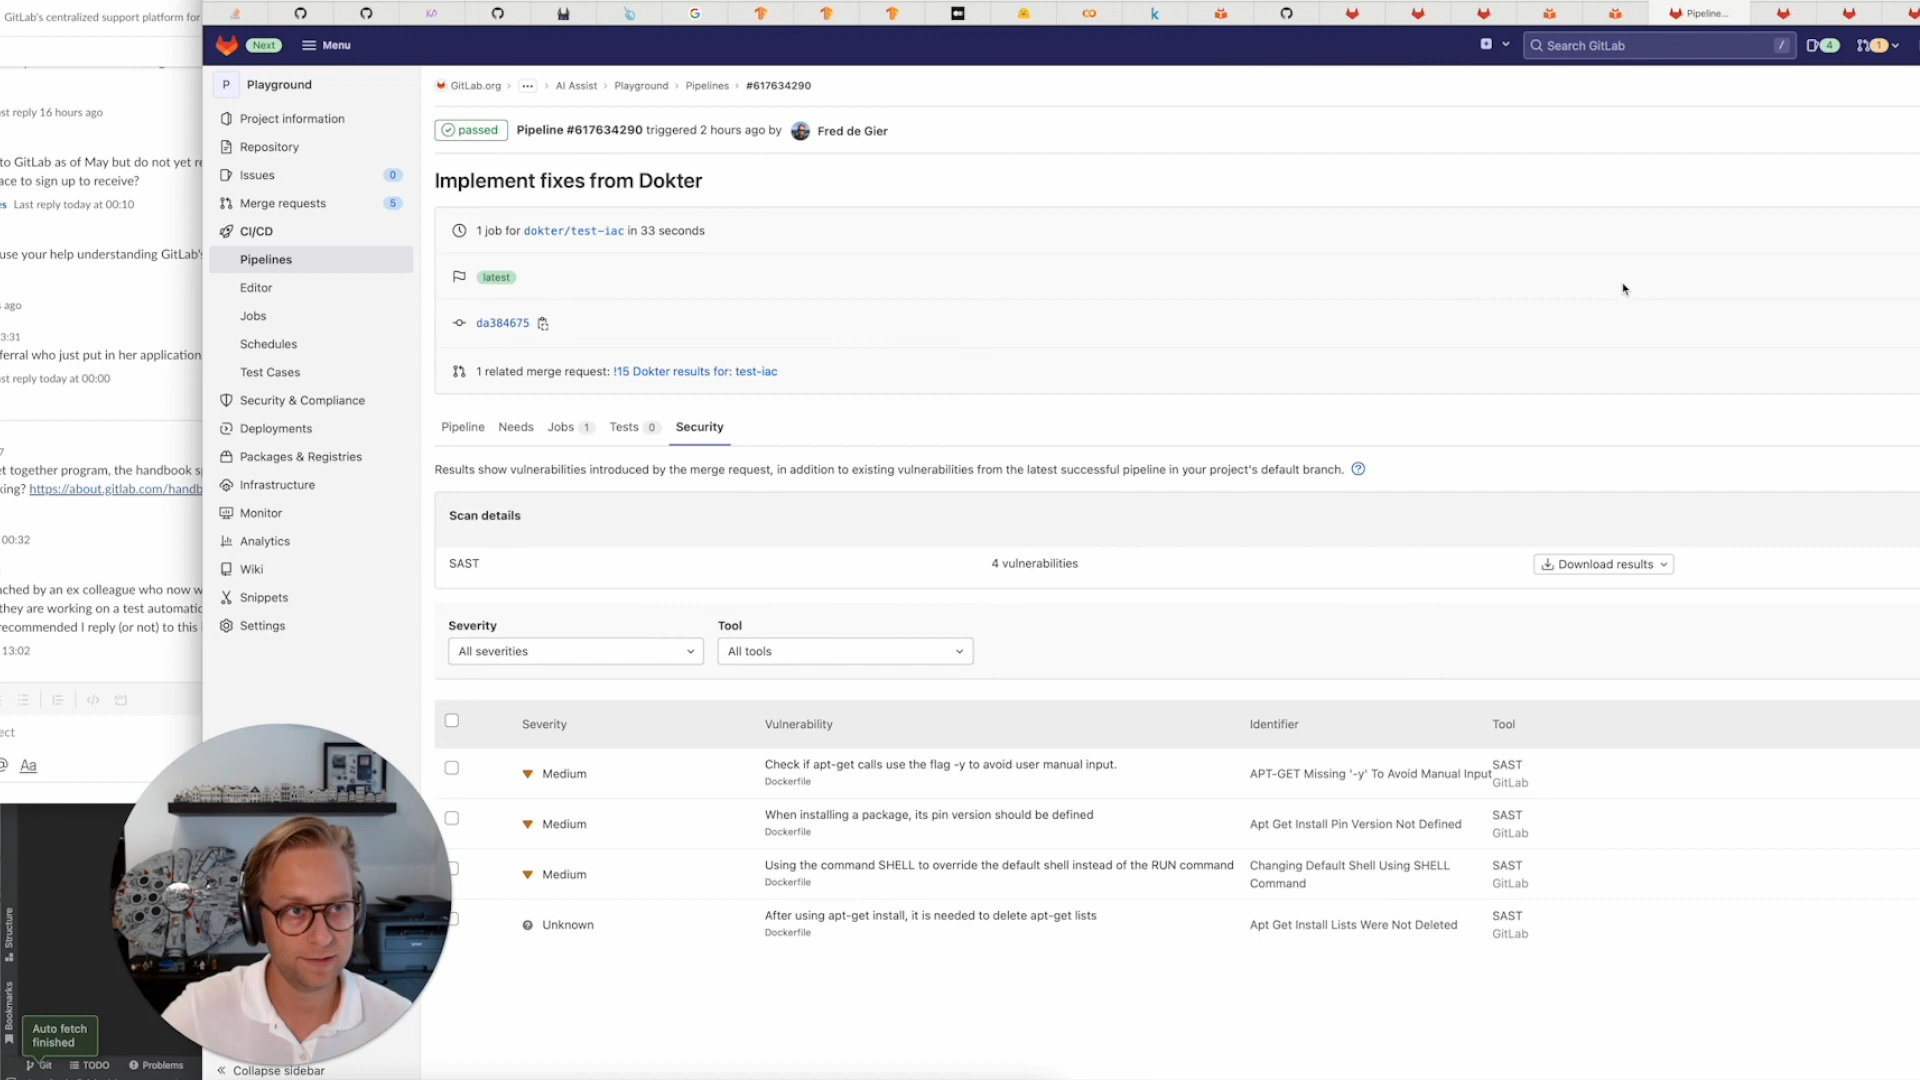 GitLab's centralized support platform for
st reply 16 hours ago
to GitLab as of May but do not yet re
ace to sign up to receive?
es Last reply today at 00:10
use your help understanding GitLab's
s ago
3:31
ferral who just put in her application
st reply today at 00:00
7
et together program, the handbook s
king? https://about.gitlab.com/handb
00:32
ached by an ex colleague who now w
they are working on a test automatic
recommended I reply (or not) to this
13:02
ect
@ Aa
Structure
Bookmarks
Auto fetch
finished
Git TODO Problems
Pipeline...
Next Menu
Search GitLab /
4
1
P Playground
Project information
Repository
Issues 0
Merge requests 5
CI/CD
Pipelines
Editor
Jobs
Schedules
Test Cases
Security & Compliance
Deployments
Packages & Registries
Infrastructure
Monitor
Analytics
Wiki
Snippets
Settings
« Collapse sidebar
GitLab.org › ... › AI Assist › Playground › Pipelines › #617634290
passed Pipeline #617634290 triggered 2 hours ago by Fred de Gier
Implement fixes from Dokter
1 job for dokter/test-iac in 33 seconds
latest
da384675
1 related merge request: !15 Dokter results for: test-iac
Pipeline Needs Jobs 1 Tests 0 Security
Results show vulnerabilities introduced by the merge request, in addition to existing vulnerabilities from the latest successful pipeline in your project's default branch. ?
Scan details
SAST 4 vulnerabilities Download results
Severity Tool
All severities All tools
Severity Vulnerability Identifier Tool
Medium Check if apt-get calls use the flag -y to avoid user manual input. APT-GET Missing '-y' To Avoid Manual Input SAST
Dockerfile GitLab
Medium When installing a package, its pin version should be defined Apt Get Install Pin Version Not Defined SAST
Dockerfile GitLab
Medium Using the command SHELL to override the default shell instead of the RUN command Changing Default Shell Using SHELL SAST
Dockerfile Command GitLab
Unknown After using apt-get install, it is needed to delete apt-get lists Apt Get Install Lists Were Not Deleted SAST
Dockerfile GitLab